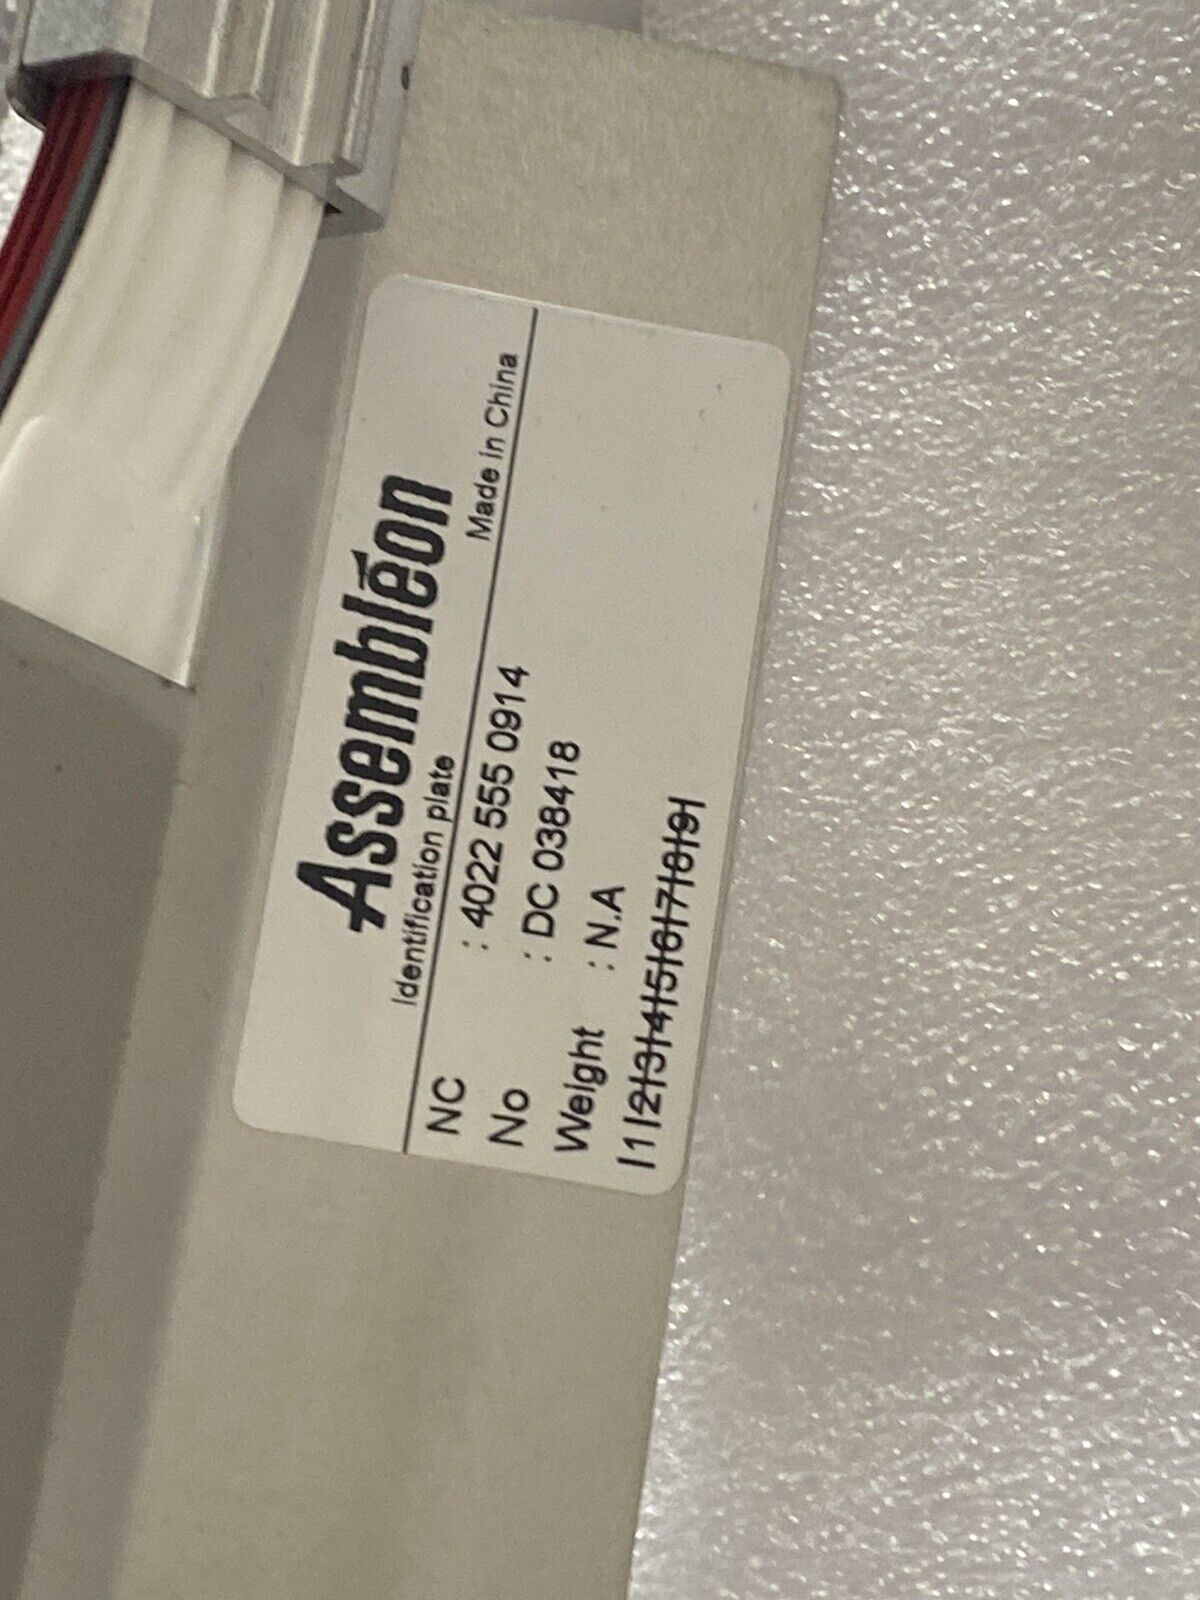 Assembléon
Identification plate Made in China
NC : 4022 555 0914
No : DC 038418
Weight : N.A
|1|2|3|4|5|6|7|8|9|